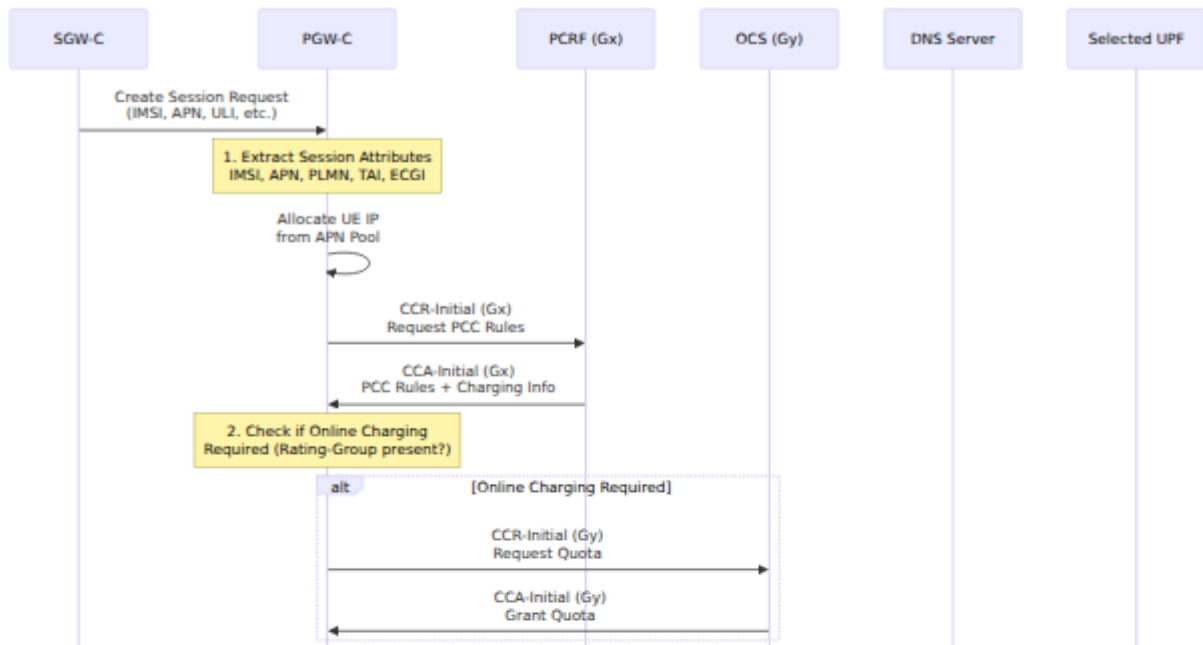 SGW-C
PGW-C
PCRF (Gx)
OCS (Gy)
DNS Server
Selected UPF
Create Session Request
(IMSI, APN, ULI, etc.)
1. Extract Session Attributes
IMSI, APN, PLMN, TAI, ECGI
Allocate UE IP
from APN Pool
CCR-Initial (Gx)
Request PCC Rules
CCA-Initial (Gx)
PCC Rules + Charging Info
2. Check if Online Charging
Required (Rating-Group present?)
alt
[Online Charging Required]
CCR-Initial (Gy)
Request Quota
CCA-Initial (Gy)
Grant Quota